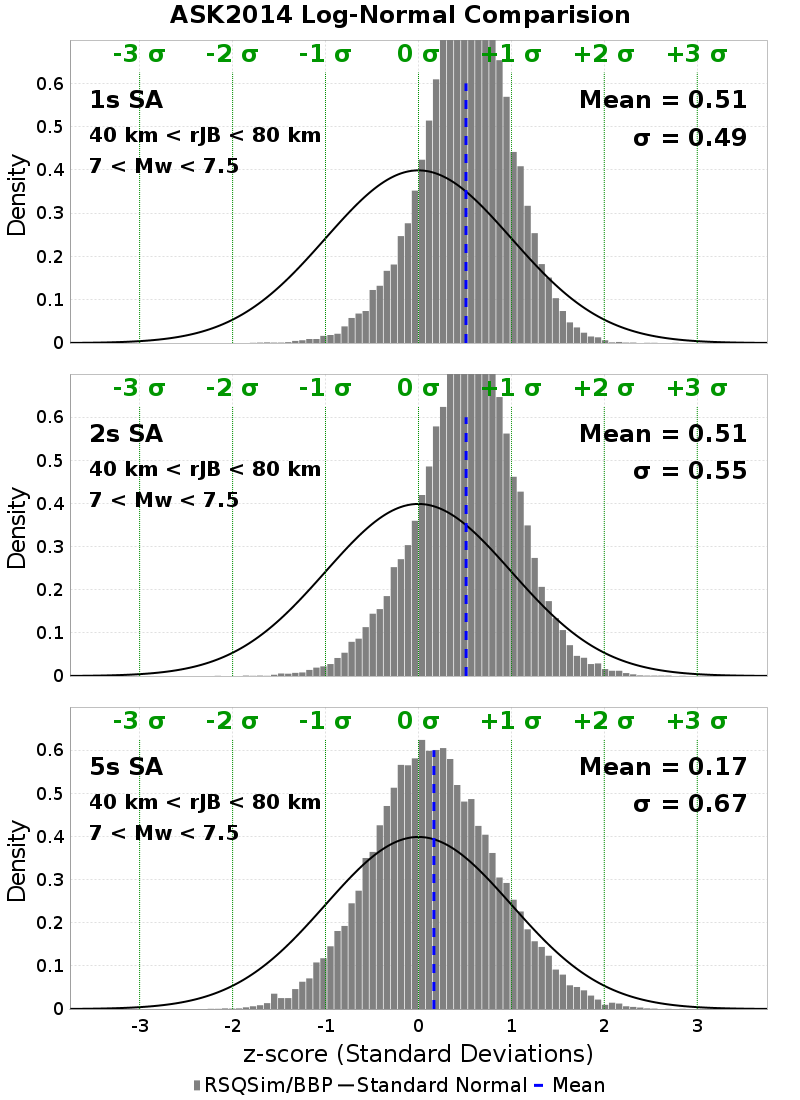 ASK2014 Log-Normal Comparision
-3 σ -2 σ -1 σ 0 σ +1 σ +2 σ +3 σ
1s SA
40 km < rJB < 80 km
7 < Mw < 7.5
Mean = 0.51
σ = 0.49
0.6
0.5
0.4
0.3
0.2
0.1
0
Density
-3 σ -2 σ -1 σ 0 σ +1 σ +2 σ +3 σ
2s SA
40 km < rJB < 80 km
7 < Mw < 7.5
Mean = 0.51
σ = 0.55
0.6
0.5
0.4
0.3
0.2
0.1
0
Density
-3 σ -2 σ -1 σ 0 σ +1 σ +2 σ +3 σ
5s SA
40 km < rJB < 80 km
7 < Mw < 7.5
Mean = 0.17
σ = 0.67
0.6
0.5
0.4
0.3
0.2
0.1
0
Density
-3 -2 -1 0 1 2 3
z-score (Standard Deviations)
RSQSim/BBP Standard Normal Mean